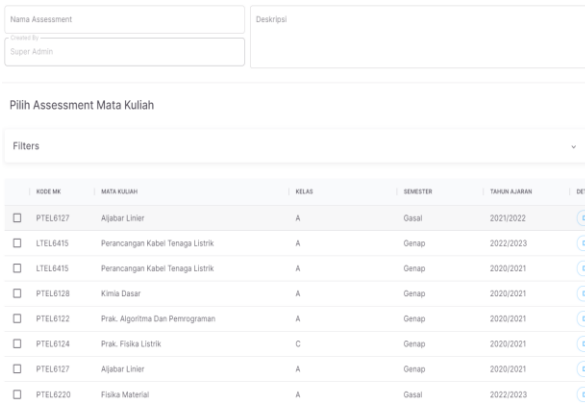 Nama Assessment
Deskripsi
Created By
Super Admin
Pilih Assessment Mata Kuliah
Filters
KODE MK MATA KULIAH KELAS SEMESTER TAHUN AJARAN
PTEL6127 Aljabar Linier A Gasal 2021/2022
LTEL6415 Perancangan Kabel Tenaga Listrik A Genap 2022/2023
LTEL6415 Perancangan Kabel Tenaga Listrik A Genap 2020/2021
PTEL6128 Kimia Dasar A Genap 2020/2021
PTEL6122 Prak. Algoritma Dan Pemrograman A Genap 2020/2021
PTEL6124 Prak. Fisika Listrik C Genap 2020/2021
PTEL6127 Aljabar Linier A Genap 2020/2021
PTEL6220 Fisika Material A Gasal 2022/2023